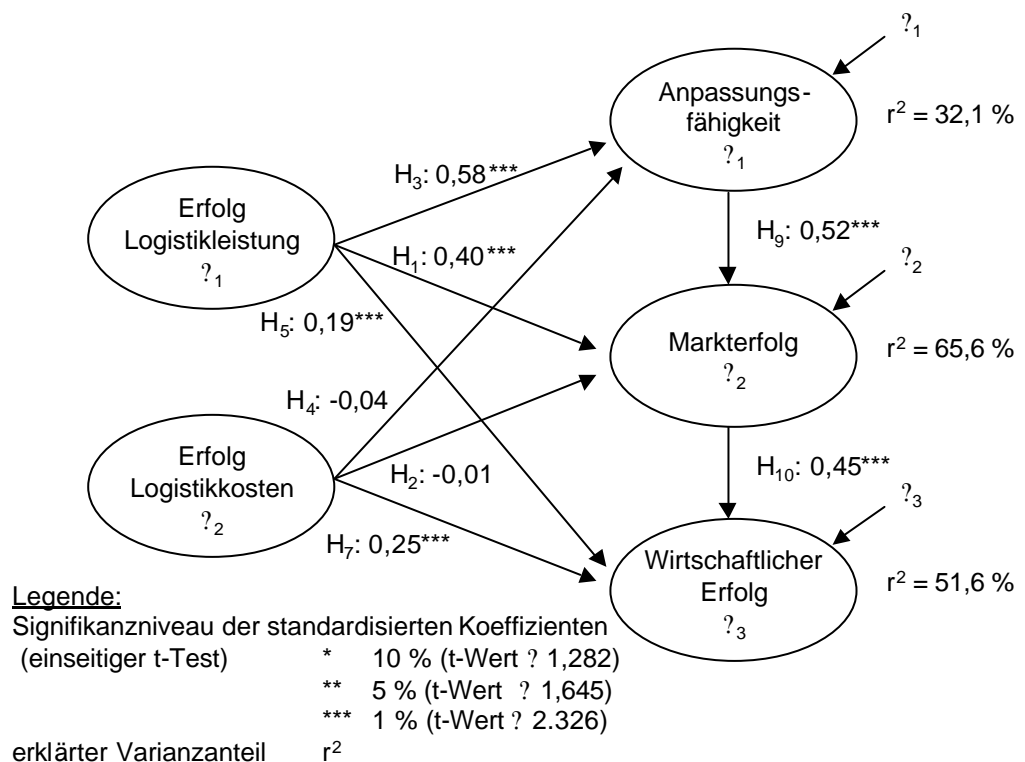 ?₁
Anpassungs-
fähigkeit
?₁
r² = 32,1 %
H₃: 0,58***
Erfolg
Logistikleistung
?₁
H₁: 0,40***
H₉: 0,52***
?₂
H₅: 0,19***
Markterfolg
?₂
r² = 65,6 %
H₄: -0,04
Erfolg
Logistikkosten
?₂
H₂: -0,01
H₁₀: 0,45***
?₃
H₇: 0,25***
Wirtschaftlicher
Erfolg
?₃
r² = 51,6 %
Legende:
Signifikanzniveau der standardisierten Koeffizienten
(einseitiger t-Test) * 10 % (t-Wert ? 1,282)
** 5 % (t-Wert ? 1,645)
*** 1 % (t-Wert ? 2.326)
erklärter Varianzanteil r²